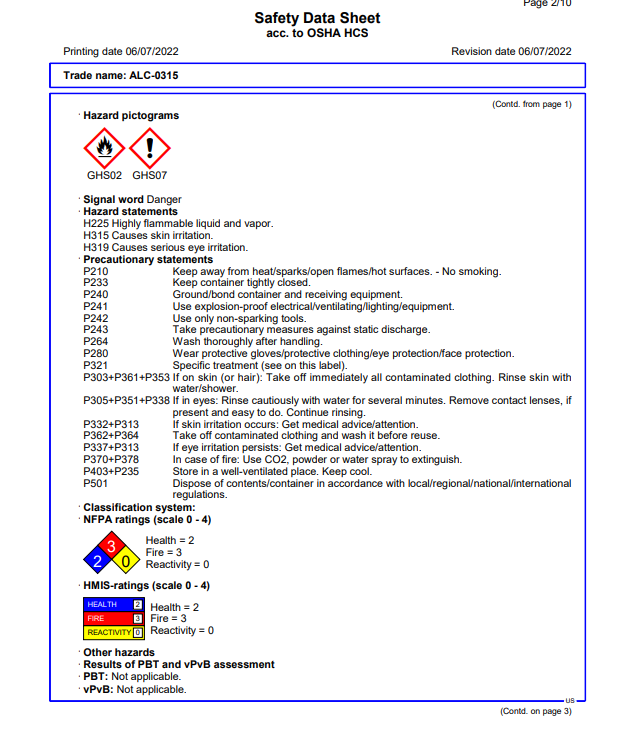 Page 2/10
Safety Data Sheet
acc. to OSHA HCS
Printing date 06/07/2022 Revision date 06/07/2022
Trade name: ALC-0315
(Contd. from page 1)
· Hazard pictograms
GHS02 GHS07
· Signal word Danger
· Hazard statements
H225 Highly flammable liquid and vapor.
H315 Causes skin irritation.
H319 Causes serious eye irritation.
· Precautionary statements
P210 Keep away from heat/sparks/open flames/hot surfaces. - No smoking.
P233 Keep container tightly closed.
P240 Ground/bond container and receiving equipment.
P241 Use explosion-proof electrical/ventilating/lighting/equipment.
P242 Use only non-sparking tools.
P243 Take precautionary measures against static discharge.
P264 Wash thoroughly after handling.
P280 Wear protective gloves/protective clothing/eye protection/face protection.
P321 Specific treatment (see on this label).
P303+P361+P353 If on skin (or hair): Take off immediately all contaminated clothing. Rinse skin with
water/shower.
P305+P351+P338 If in eyes: Rinse cautiously with water for several minutes. Remove contact lenses, if
present and easy to do. Continue rinsing.
P332+P313 If skin irritation occurs: Get medical advice/attention.
P362+P364 Take off contaminated clothing and wash it before reuse.
P337+P313 If eye irritation persists: Get medical advice/attention.
P370+P378 In case of fire: Use CO2, powder or water spray to extinguish.
P403+P235 Store in a well-ventilated place. Keep cool.
P501 Dispose of contents/container in accordance with local/regional/national/international
regulations.
· Classification system:
· NFPA ratings (scale 0 - 4)
3
2 0
Health = 2
Fire = 3
Reactivity = 0
· HMIS-ratings (scale 0 - 4)
HEALTH 2 Health = 2
FIRE 3 Fire = 3
REACTIVITY 0 Reactivity = 0
· Other hazards
· Results of PBT and vPvB assessment
· PBT: Not applicable.
· vPvB: Not applicable.
US
(Contd. on page 3)